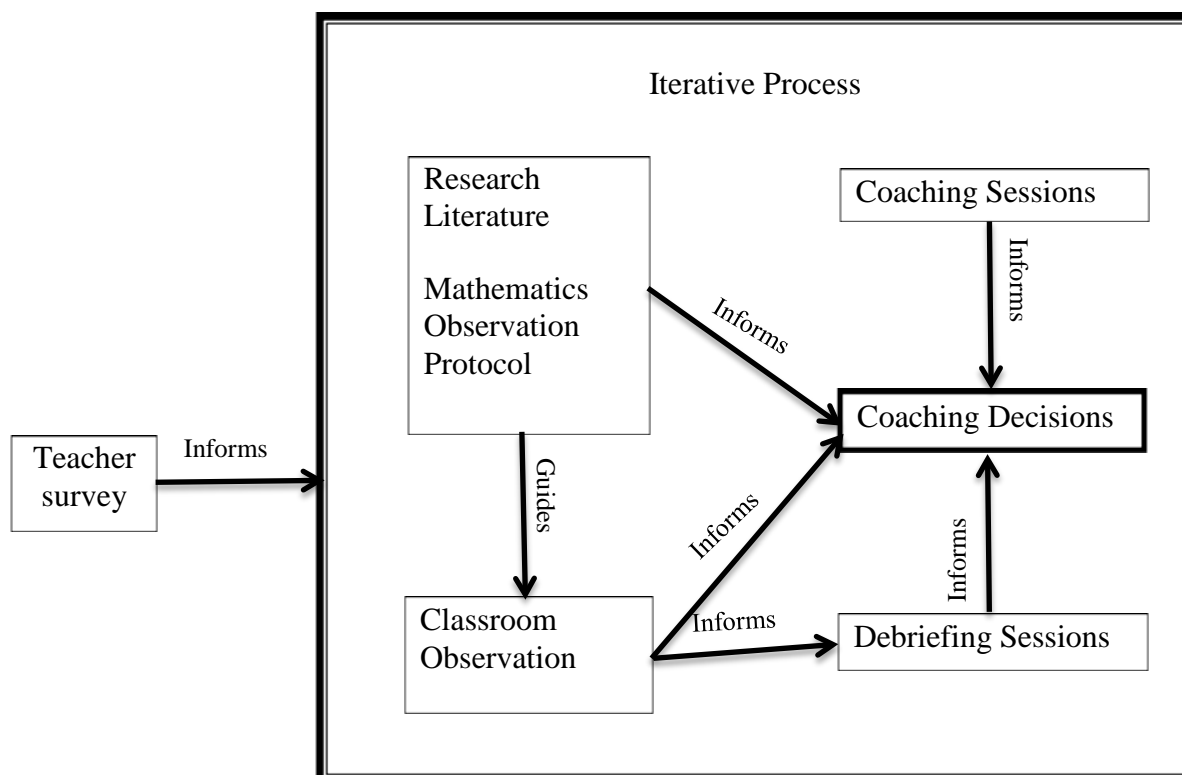 Iterative Process
Research
Literature
Mathematics
Observation
Protocol
Coaching Sessions
Informs
Informs
Coaching Decisions
Teacher
survey
Informs
Guides
Informs
Informs
Classroom
Observation
Informs
Debriefing Sessions